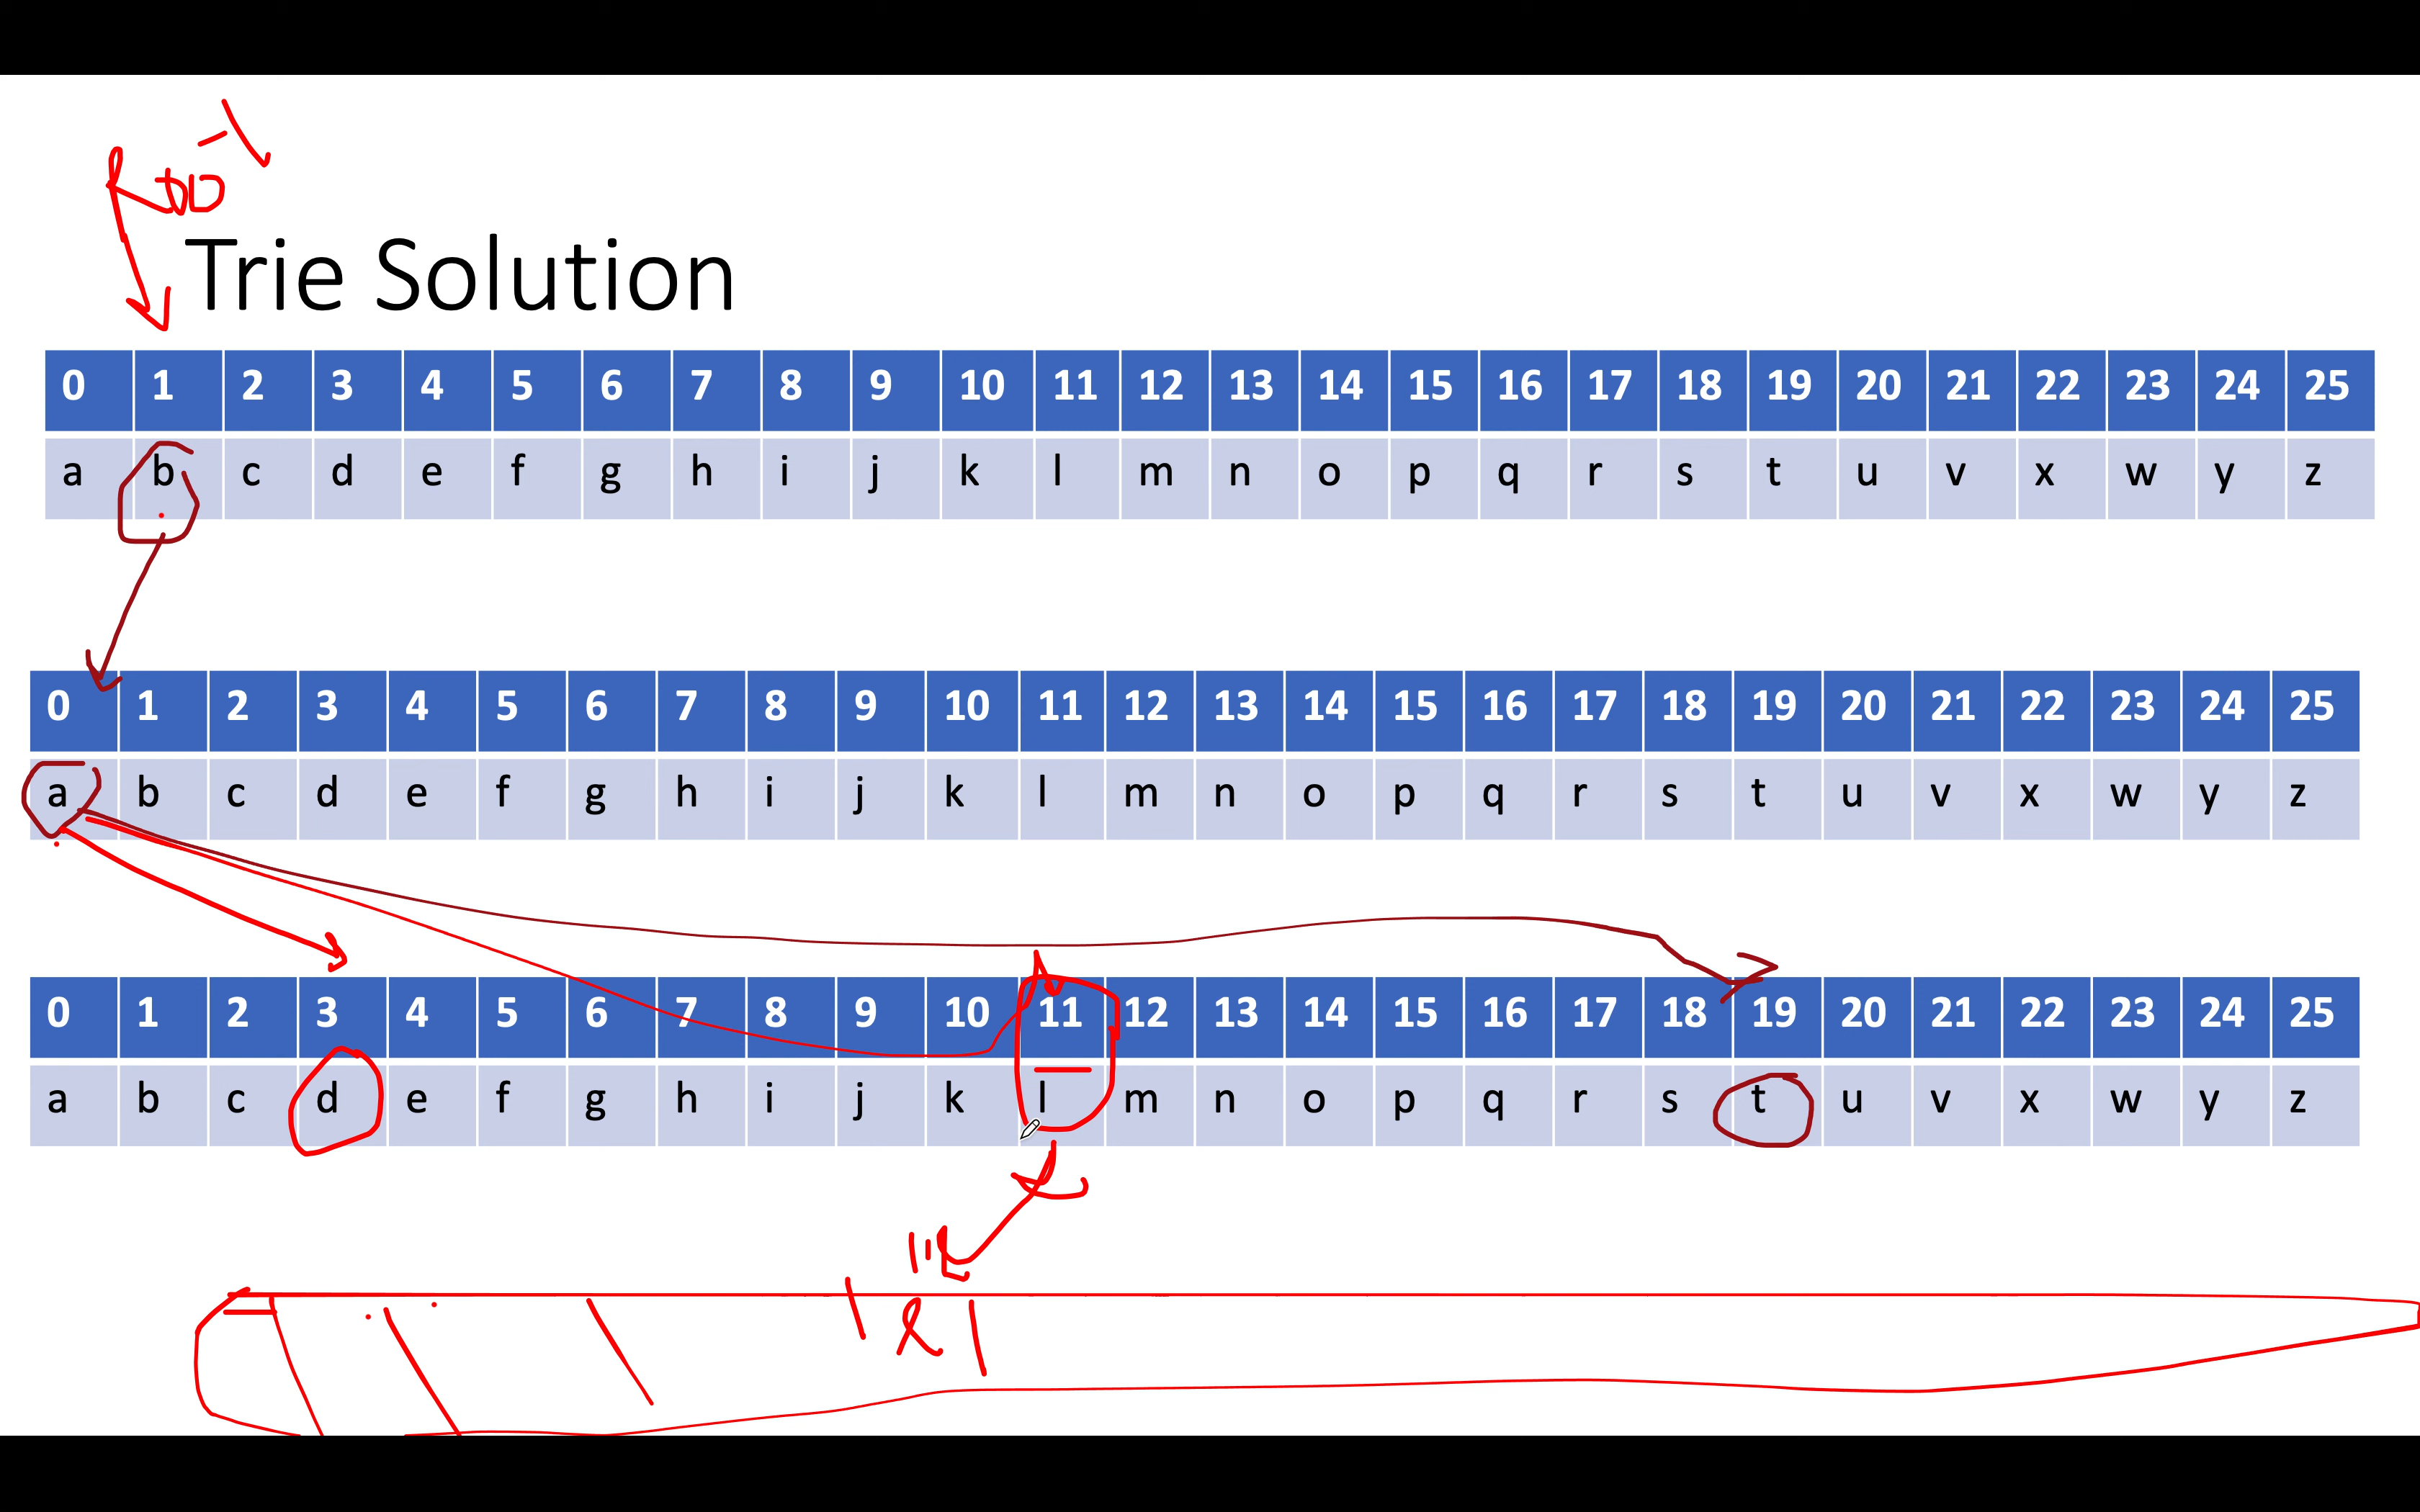 Root
Trie Solution
0 1 2 3 4 5 6 7 8 9 10 11 12 13 14 15 16 17 18 19 20 21 22 23 24 25
a b c d e f g h i j k l m n o p q r s t u v x w y z
0 1 2 3 4 5 6 7 8 9 10 11 12 13 14 15 16 17 18 19 20 21 22 23 24 25
a b c d e f g h i j k l m n o p q r s t u v x w y z
0 1 2 3 4 5 6 7 8 9 10 11 12 13 14 15 16 17 18 19 20 21 22 23 24 25
a b c d e f g h i j k l m n o p q r s t u v x w y z
11
l